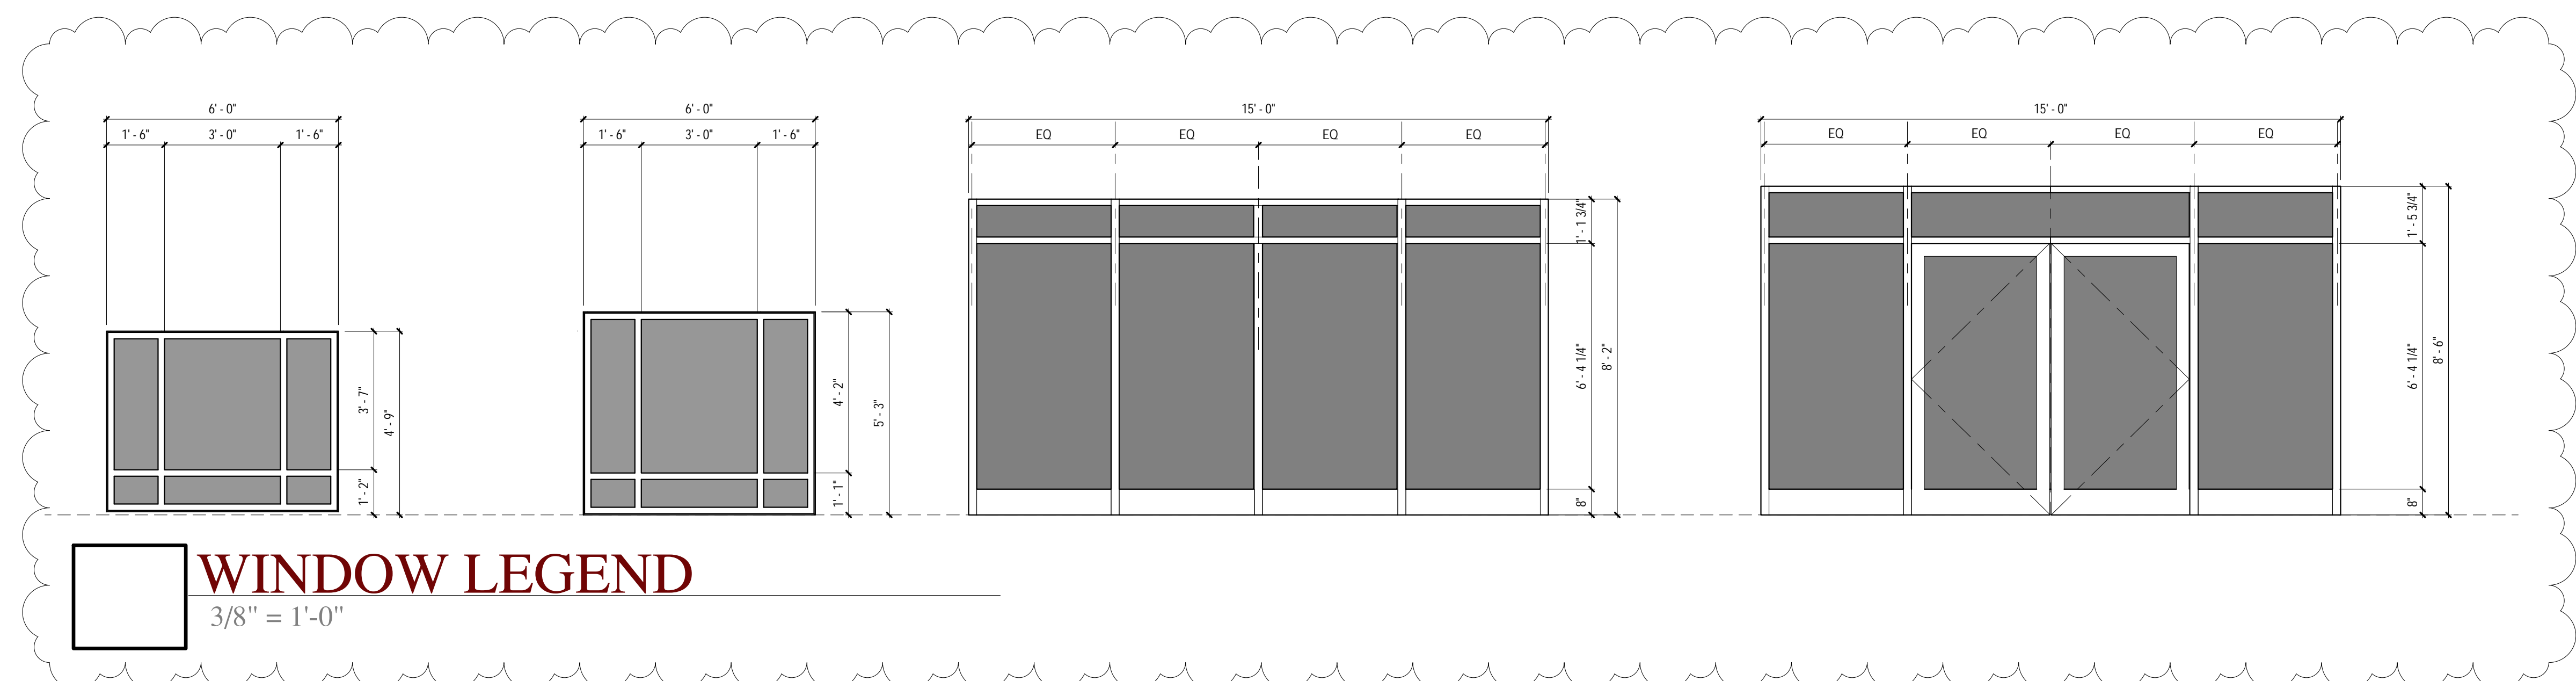 6' - 0"
1' - 6" 3' - 0" 1' - 6"
3' - 7"
4' - 9"
1' - 2"
6' - 0"
1' - 6" 3' - 0" 1' - 6"
4' - 2"
5' - 3"
1' - 1"
15' - 0"
EQ EQ EQ EQ
1' - 1 3/4"
6' - 4 1/4"
8' - 2"
8"
15' - 0"
EQ EQ EQ EQ
1' - 5 3/4"
6' - 4 1/4"
8' - 6"
8"
WINDOW LEGEND
3/8" = 1'-0"